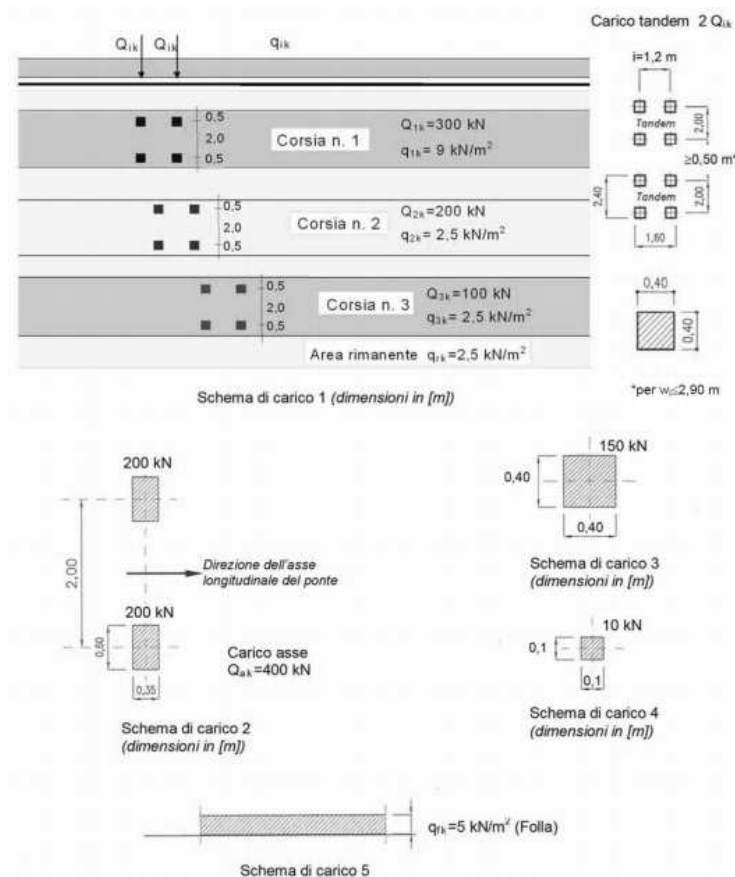 Carico tandem 2 Qik
Qik Qik qik
i=1,2 m
0,5
2,0
0,5
Corsia n. 1
Q1k=300 kN
q1k= 9 kN/m²
Tandem
2,00
≥0,50 m*
0,5
2,0
0,5
Corsia n. 2
Q2k=200 kN
q2k= 2,5 kN/m²
2,40
Tandem
2,00
1,60
0,5
2,0
0,5
Corsia n. 3
Q3k=100 kN
q3k= 2,5 kN/m²
0,40
0,40
Area rimanente qrk=2,5 kN/m²
Schema di carico 1 (dimensioni in [m])
*per w≤2,90 m
200 kN
2,00
Direzione dell'asse
longitudinale del ponte
200 kN
0,60
0,35
Carico asse
Qak=400 kN
Schema di carico 2
(dimensioni in [m])
150 kN
0,40
0,40
Schema di carico 3
(dimensioni in [m])
10 kN
0,1
0,1
Schema di carico 4
(dimensioni in [m])
qfk=5 kN/m² (Folla)
Schema di carico 5